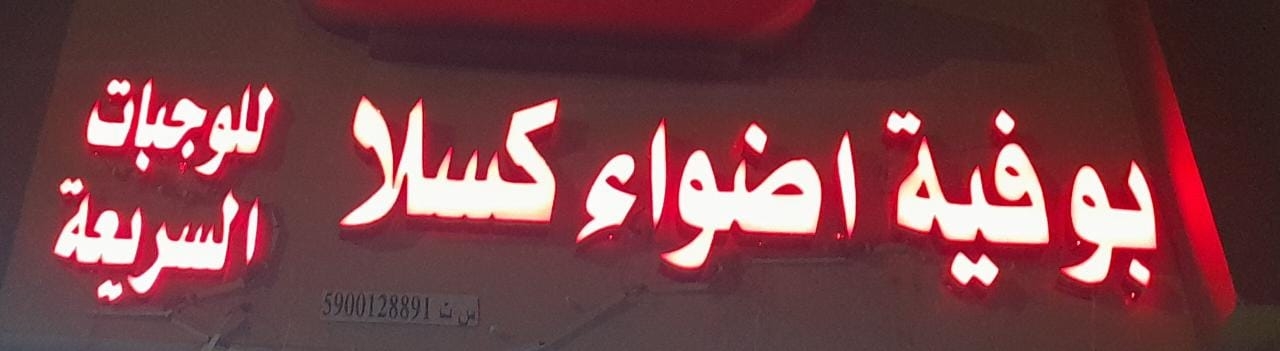 بوفية اضواء كسلا
للوجبات
السريعة
س ت 5900128891